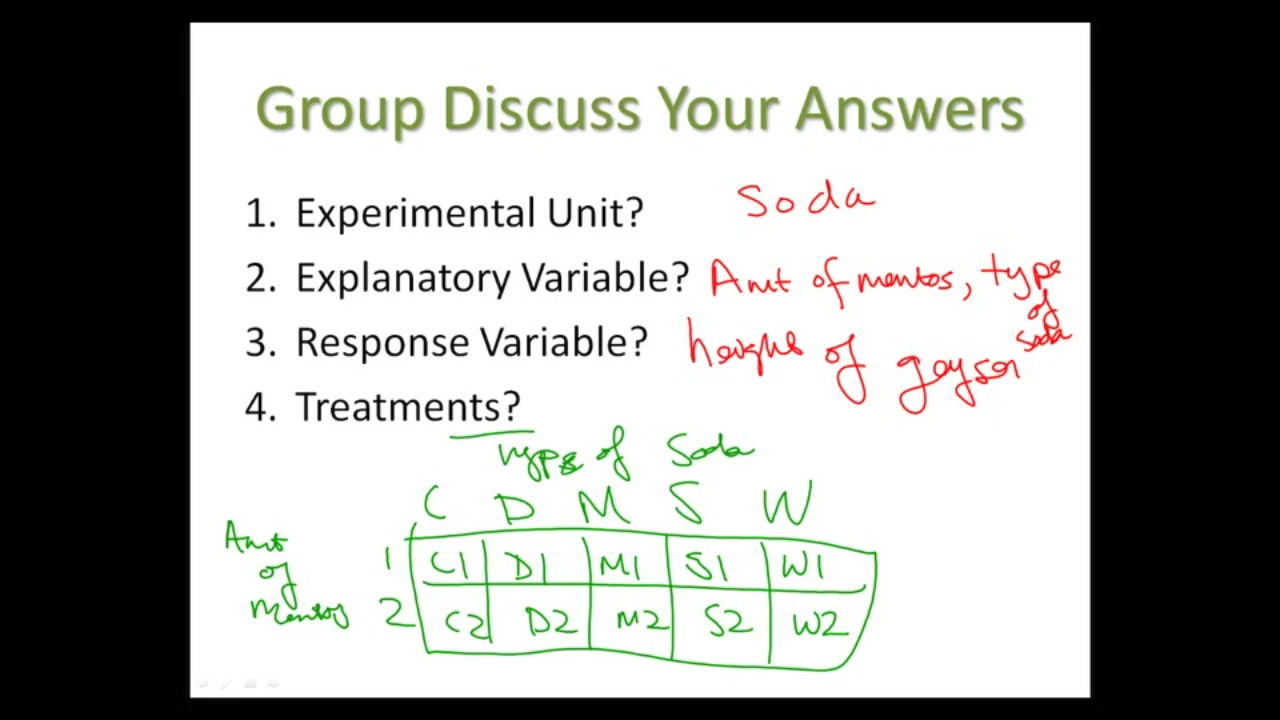 Group Discuss Your Answers
1. Experimental Unit? Soda
2. Explanatory Variable? Amt of mentos, type of soda
3. Response Variable? height of geyser
4. Treatments?
Type of Soda
C D M S W
Amt of mentos
1 C1 D1 M1 S1 W1
2 C2 D2 M2 S2 W2